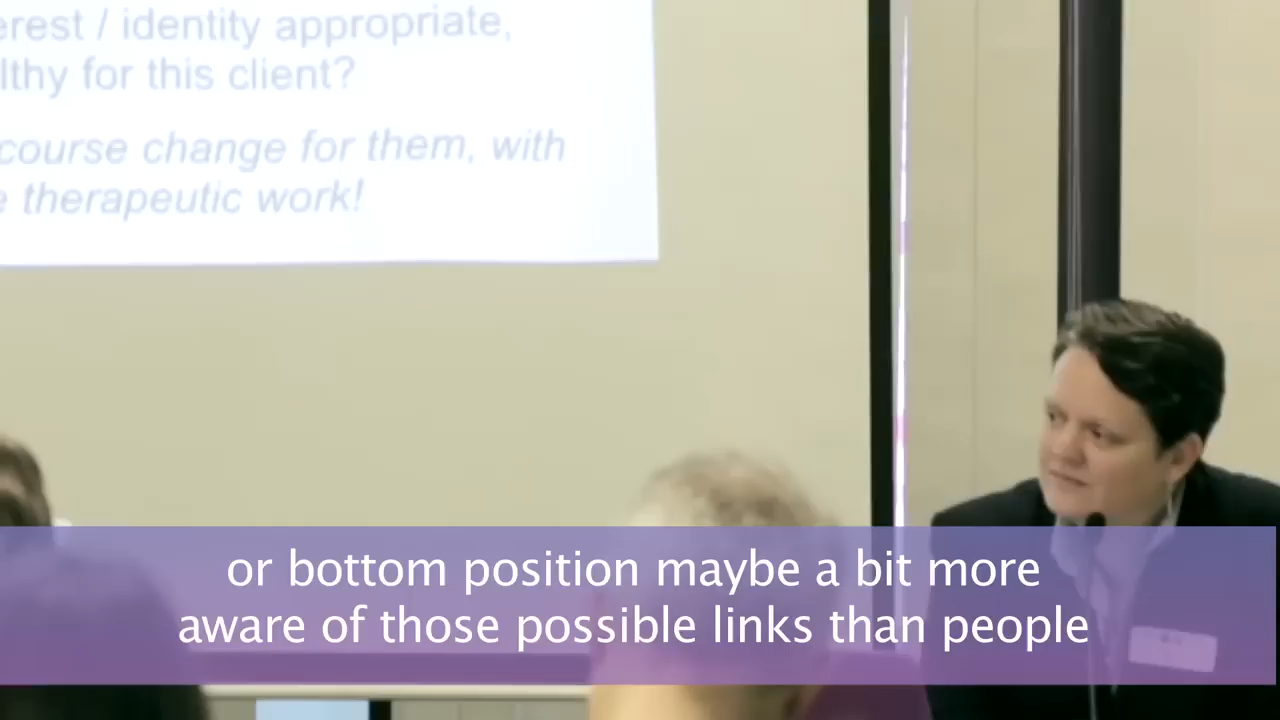 erest / identity appropriate,
lthy for this client?
course change for them, with
e therapeutic work!
or bottom position maybe a bit more
aware of those possible links than people